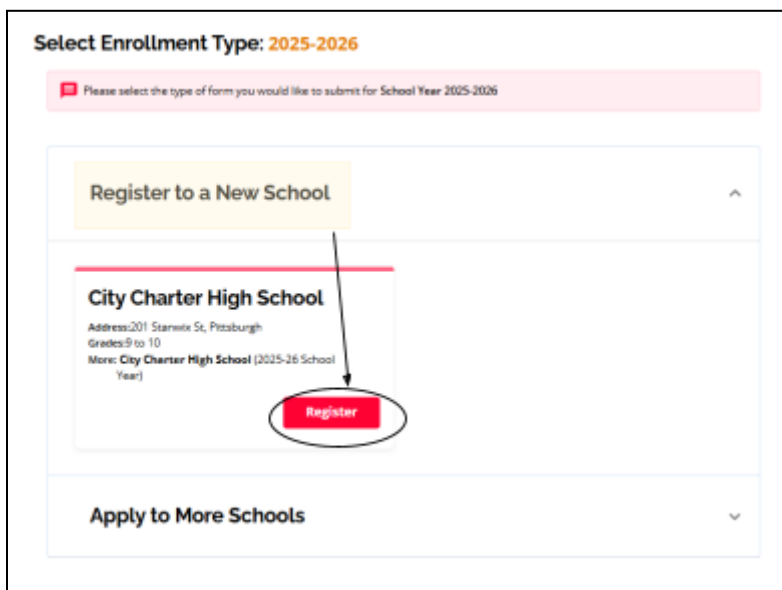 Select Enrollment Type: 2025-2026
Please select the type of form you would like to submit for School Year 2025-2026
Register to a New School
City Charter High School
Address:201 Stanwix St, Pittsburgh
Grades:9 to 10
More: City Charter High School (2025-26 School
Year)
Register
Apply to More Schools